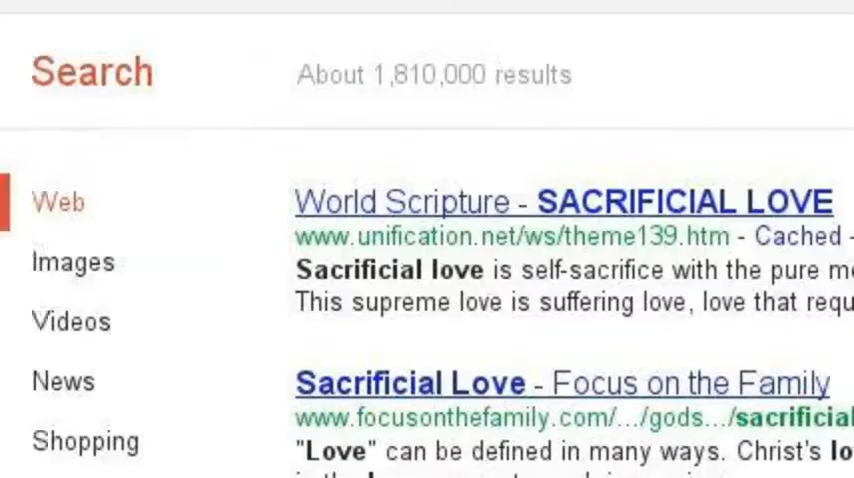 Search
About 1,810,000 results
Web
Images
Videos
News
Shopping
World Scripture - SACRIFICIAL LOVE
www.unification.net/ws/theme139.htm - Cached -
Sacrificial love is self-sacrifice with the pure
This supreme love is suffering love, love that
Sacrificial Love - Focus on the Family
www.focusonthefamily.com/.../gods.../sacrificial
"Love" can be defined in many ways. Christ's